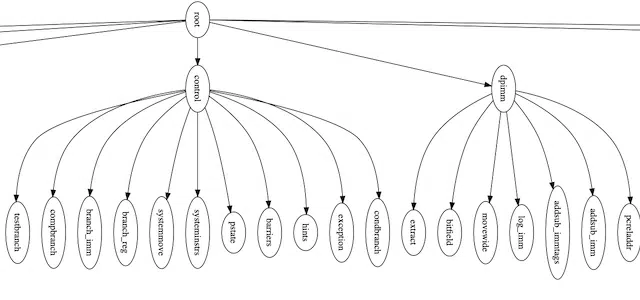 root
control
dpimm
testbranch
compbranch
branch_imm
branch_reg
systemmove
systeminstrs
pstate
barriers
hints
exception
condbranch
extract
bitfield
movewide
log_imm
addsub_immtags
addsub_imm
pcreladdr